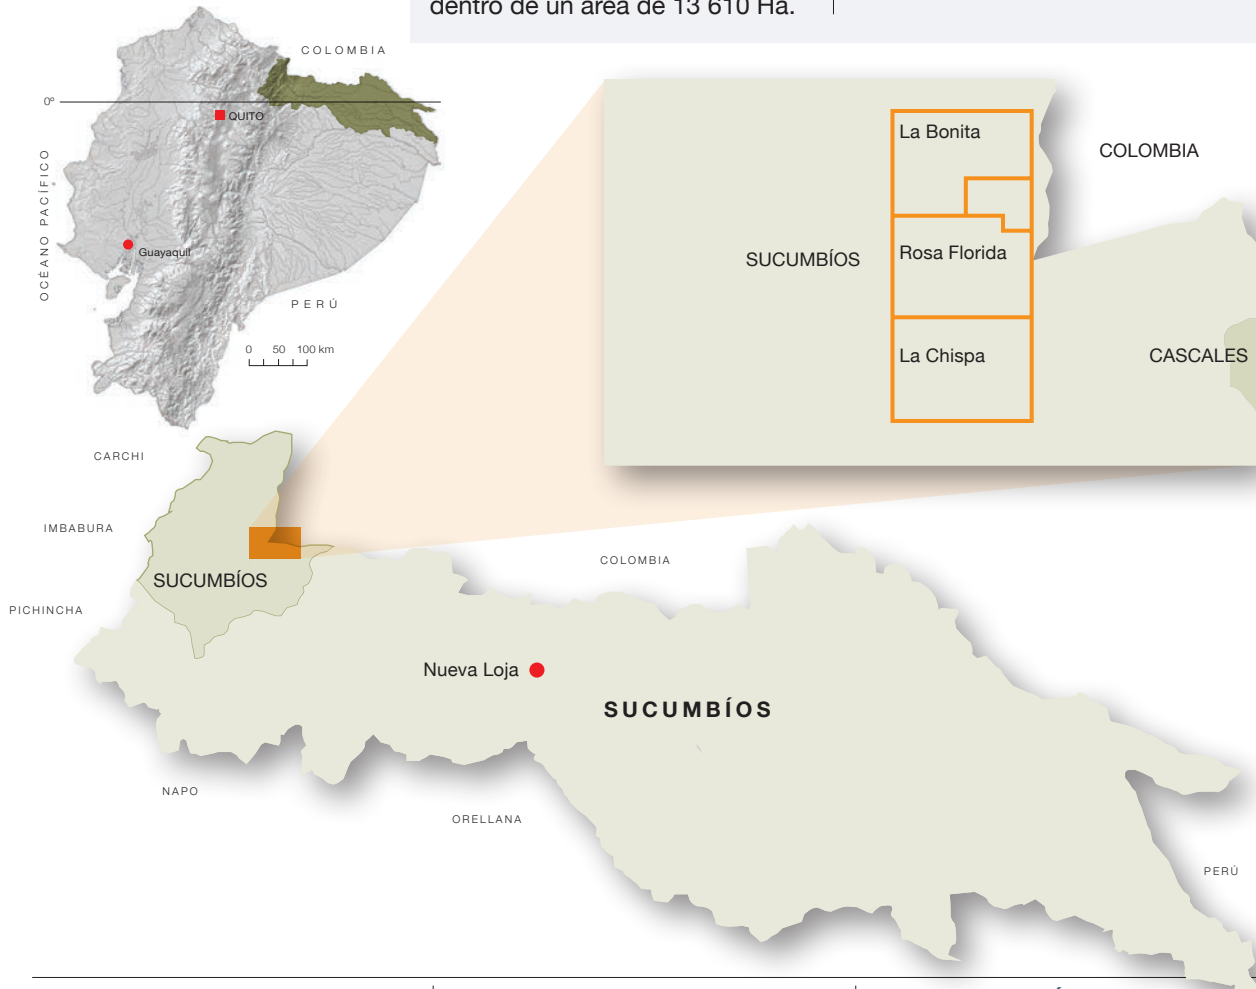 dentro de un área de 13 610 Ha.
COLOMBIA
0º
QUITO
OCÉANO PACÍFICO
Guayaquil
PERÚ
0 50 100 km
La Bonita
COLOMBIA
SUCUMBÍOS
Rosa Florida
La Chispa
CASCALES
CARCHI
IMBABURA
COLOMBIA
SUCUMBÍOS
PICHINCHA
Nueva Loja
SUCUMBÍOS
NAPO
ORELLANA
PERÚ